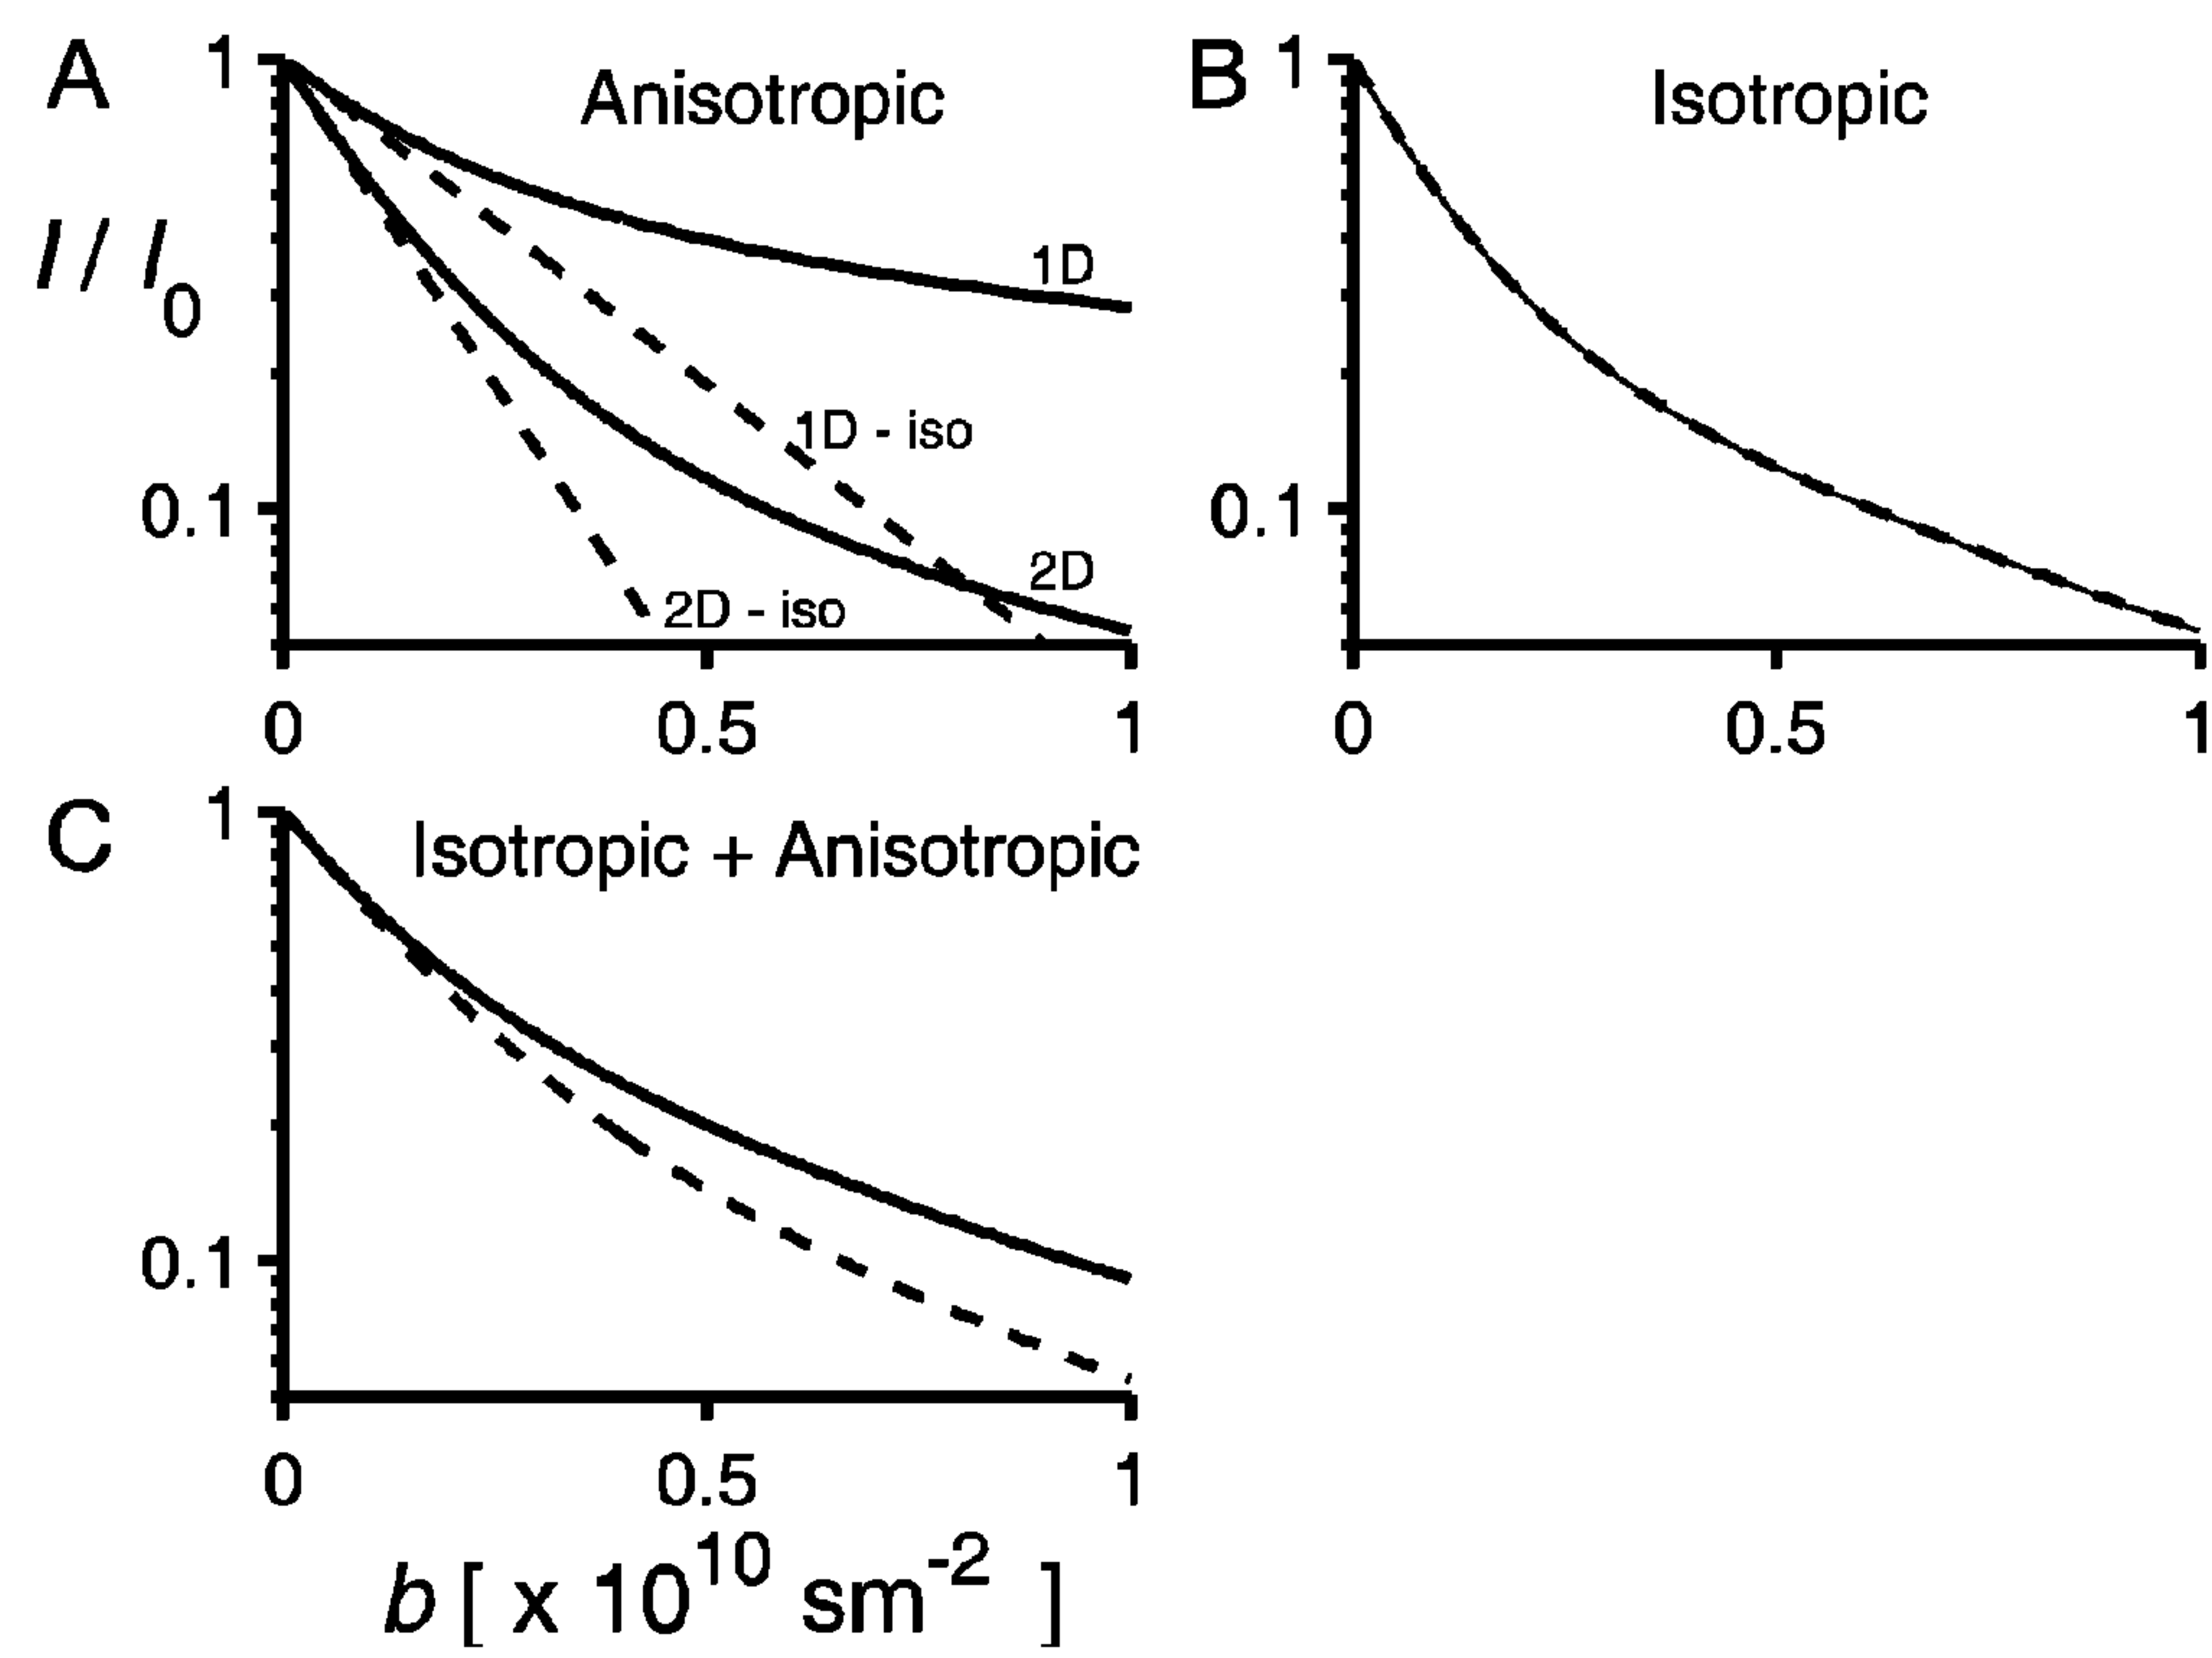 A
1
Anisotropic
I / I0
1D
0.1
1D - iso
2D
2D - iso
0 0.5 1
B
1
Isotropic
0.1
0 0.5 1
C
1
Isotropic + Anisotropic
0.1
0 0.5 1
b [ x 10^10 sm^-2 ]